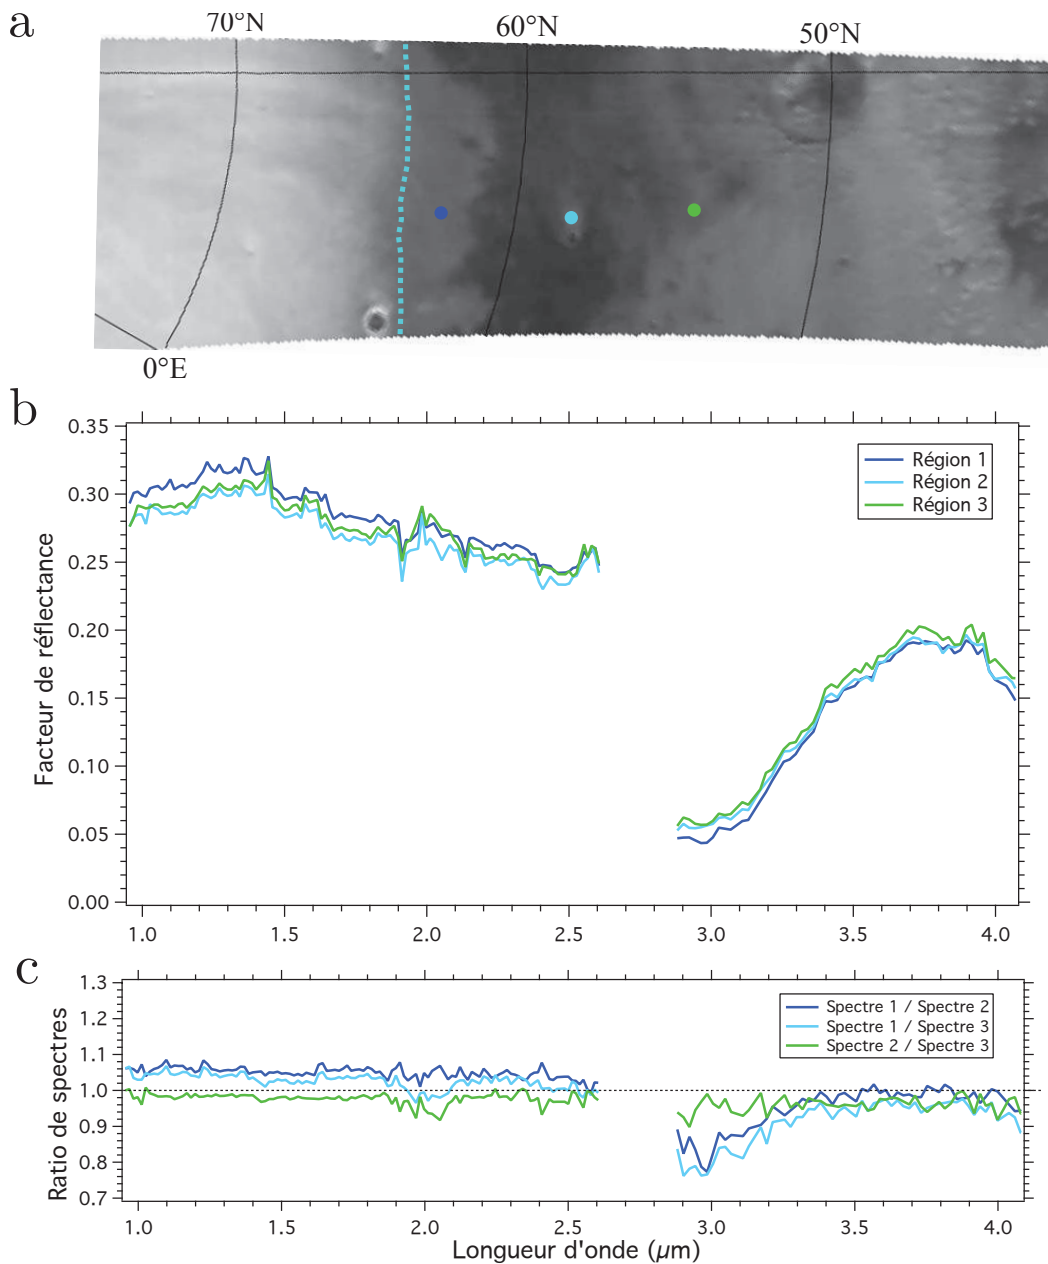 a
70°N 60°N 50°N
0°E
b
0.35
0.30
0.25
0.20
0.15
0.10
0.05
0.00
Facteur de réflectance
Région 1
Région 2
Région 3
1.0 1.5 2.0 2.5 3.0 3.5 4.0
c
1.3
1.2
1.1
1.0
0.9
0.8
0.7
Ratio de spectres
Spectre 1 / Spectre 2
Spectre 1 / Spectre 3
Spectre 2 / Spectre 3
1.0 1.5 2.0 2.5 3.0 3.5 4.0
Longueur d'onde (µm)